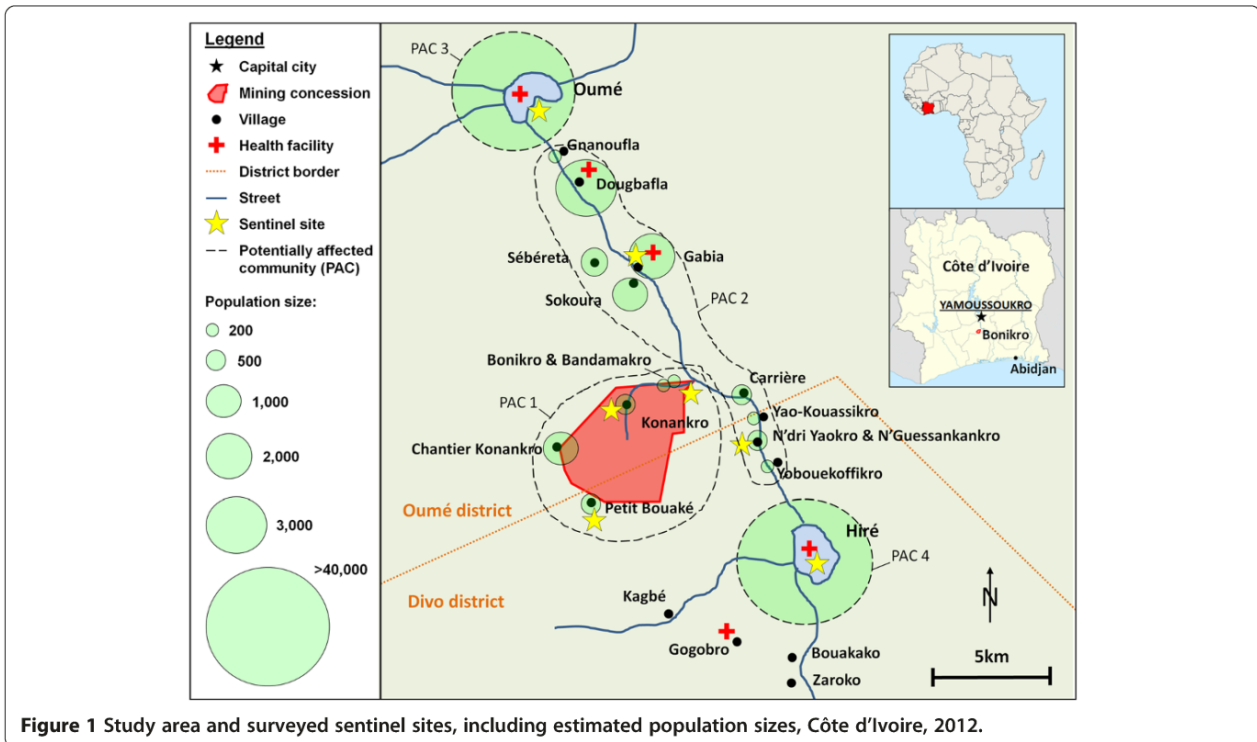 Legend
Capital city
Mining concession
Village
Health facility
District border
Street
Sentinel site
Potentially affected
community (PAC)
Population size:
200
500
1,000
2,000
3,000
>40,000
PAC 3
Oumé
Gnanoufla
Dougbafla
Sébéreta
Gabia
Sokoura
PAC 2
Bonikro & Bandamakro
Carrière
PAC 1
Yao-Kouassikro
Konankro
N'dri Yaokro & N'Guessankankro
Chantier Konankro
Yobouekoffikro
Petit Bouaké
Oumé district
Hiré
PAC 4
Divo district
Kagbé
Gogobro
Bouakako
Zaroko
N
5km
Côte d'Ivoire
YAMOUSSOUKRO
Bonikro
Abidjan
Figure 1 Study area and surveyed sentinel sites, including estimated population sizes, Côte d'Ivoire, 2012.